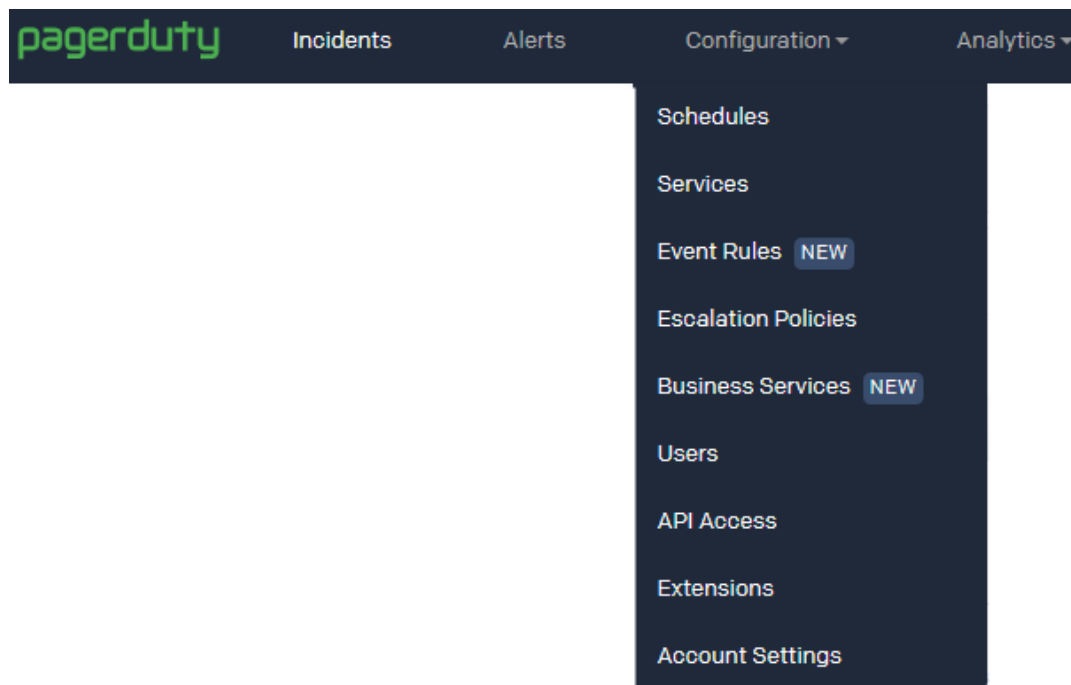 pagerduty Incidents Alerts Configuration Analytics
Schedules
Services
Event Rules NEW
Escalation Policies
Business Services NEW
Users
API Access
Extensions
Account Settings